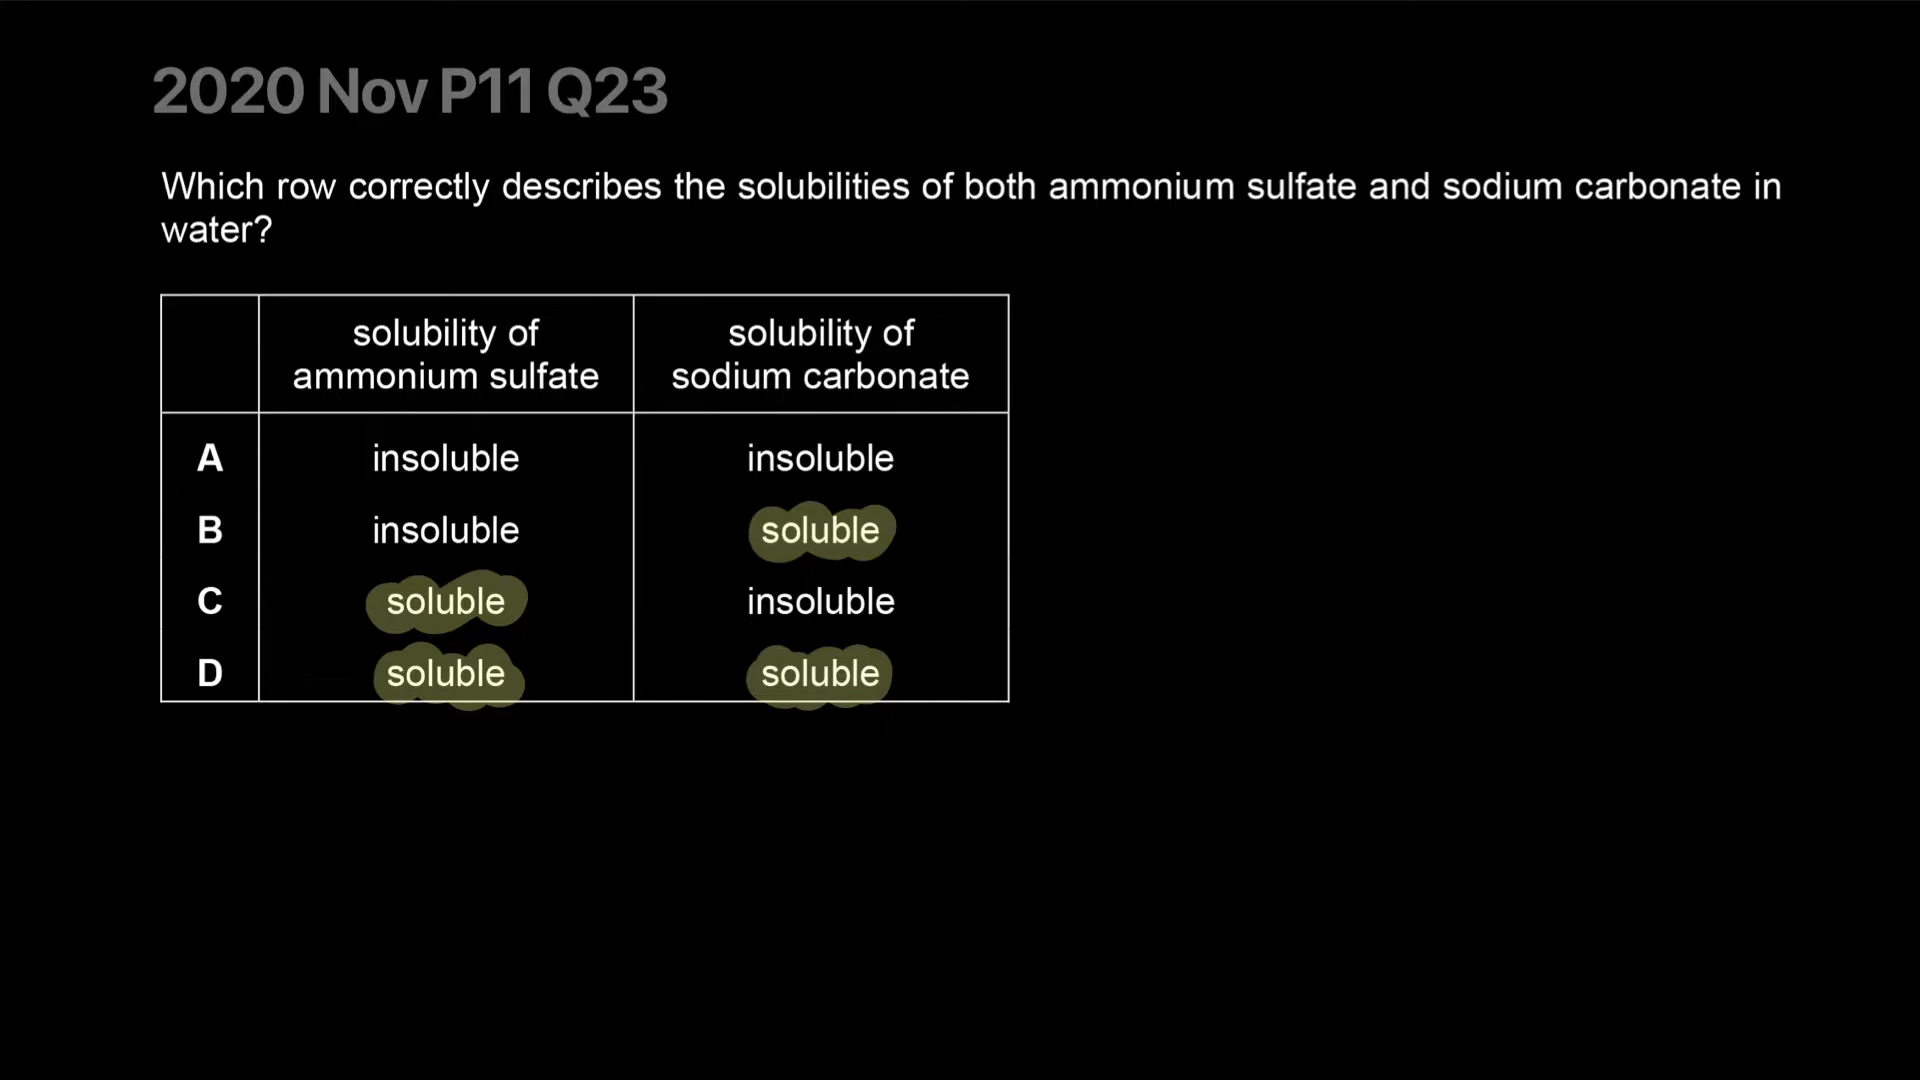 2020 Nov P11 Q23
Which row correctly describes the solubilities of both ammonium sulfate and sodium carbonate in
water?
solubility of
ammonium sulfate
solubility of
sodium carbonate
A insoluble insoluble
B insoluble soluble
C soluble insoluble
D soluble soluble